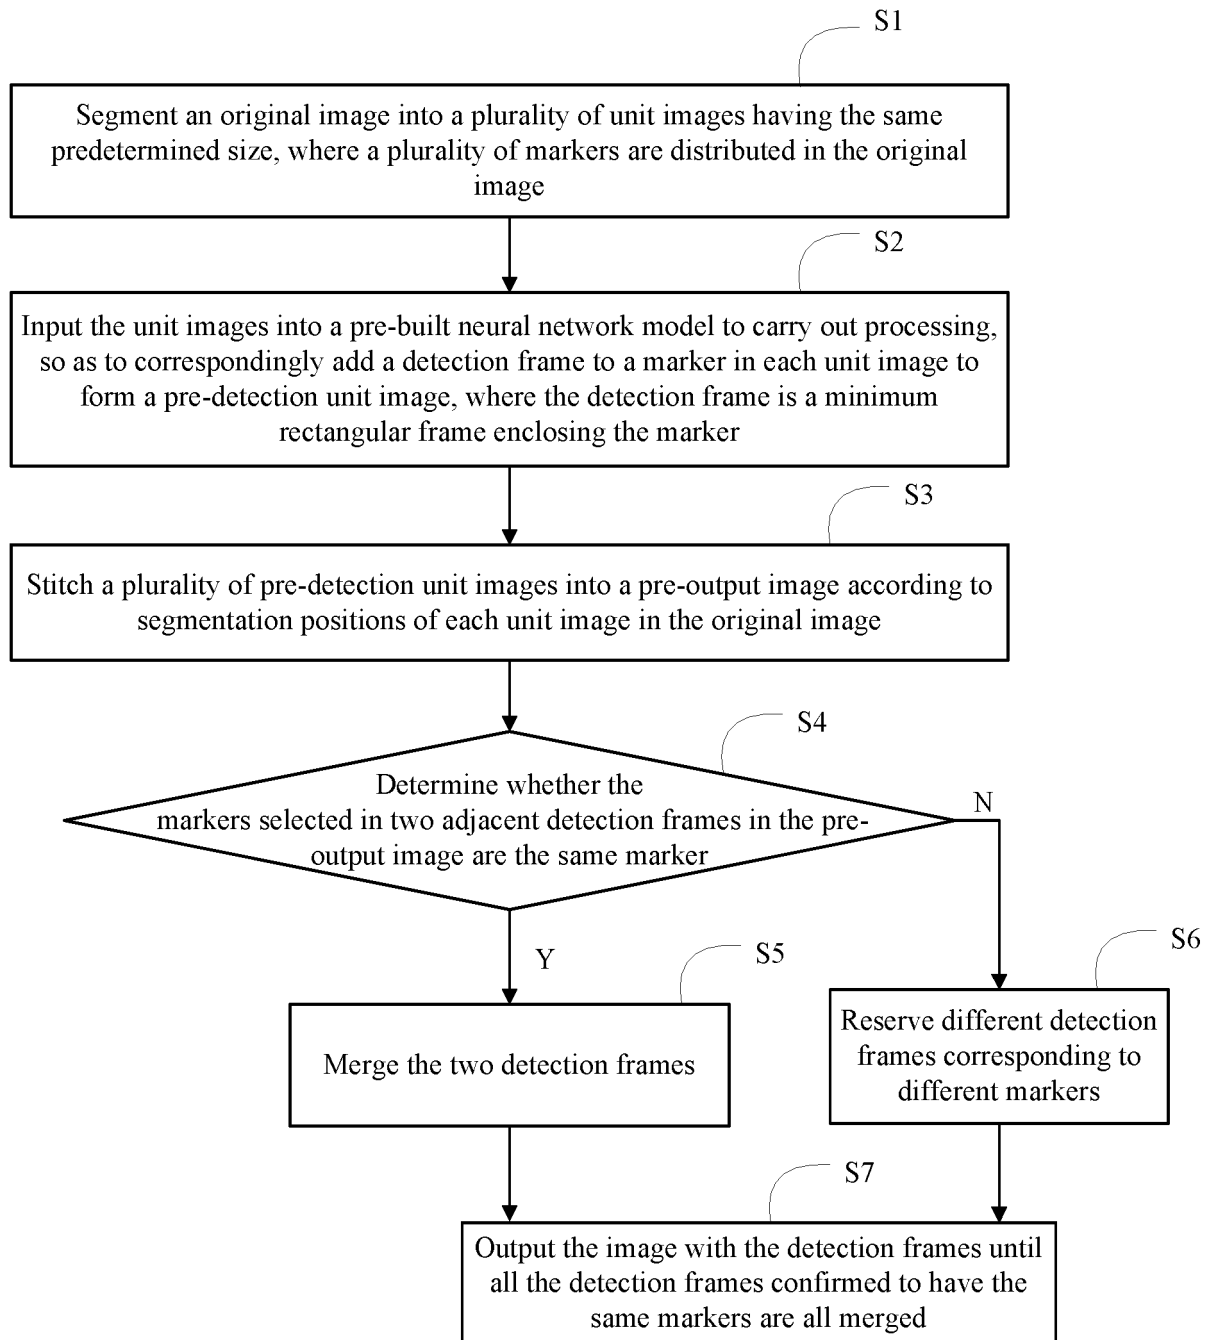 S1
Segment an original image into a plurality of unit images having the same
predetermined size, where a plurality of markers are distributed in the original
image
S2
Input the unit images into a pre-built neural network model to carry out processing,
so as to correspondingly add a detection frame to a marker in each unit image to
form a pre-detection unit image, where the detection frame is a minimum
rectangular frame enclosing the marker
S3
Stitch a plurality of pre-detection unit images into a pre-output image according to
segmentation positions of each unit image in the original image
S4
Determine whether the
markers selected in two adjacent detection frames in the pre-
output image are the same marker
N
Y
S5
Merge the two detection frames
S6
Reserve different detection
frames corresponding to
different markers
S7
Output the image with the detection frames until
all the detection frames confirmed to have the
same markers are all merged